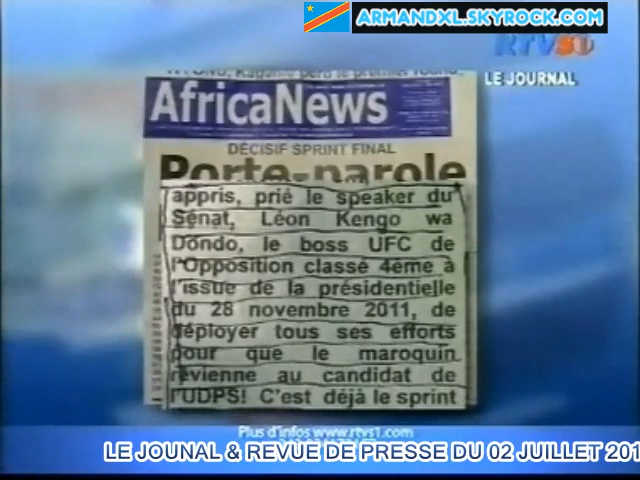 ARMANDXL.SKYROCK.COM
RTVS1
LE JOURNAL
AfricaNews
DÉCISIF SPRINT FINAL
Porte-parole
appris, prié le speaker du
Sénat, Léon Kengo wa
Dondo, le boss UFC de
l'Opposition classé 4ème à
l'issue de la présidentielle
du 28 novembre 2011, de
déployer tous ses efforts
pour que le maroquin
revienne au candidat de
l'UDPS! C'est déjà le sprint
Plus d'infos www.rtvs1.com
LE JOUNAL & REVUE DE PRESSE DU 02 JUILLET 201